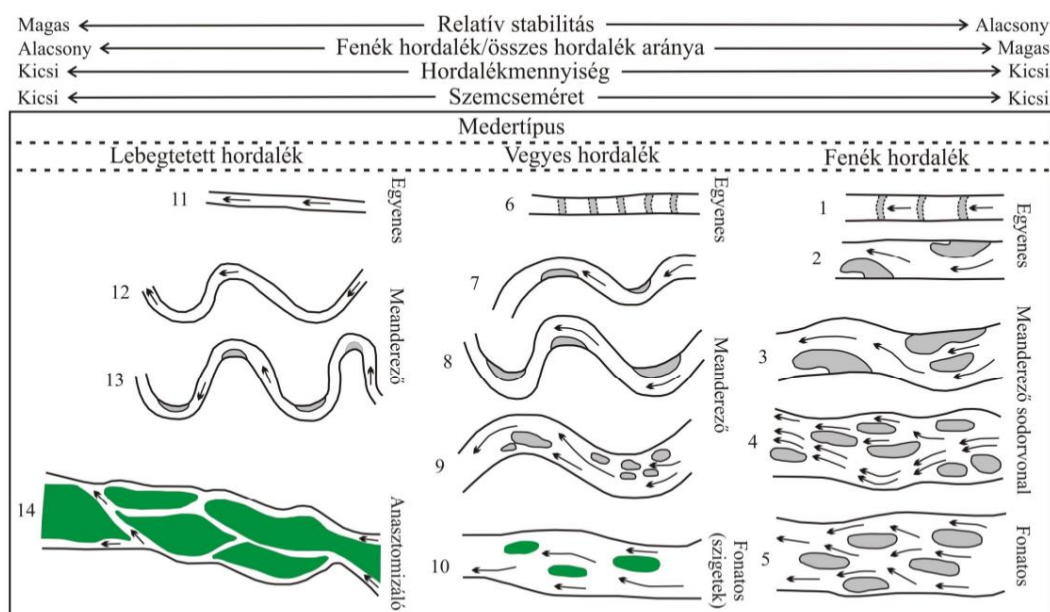 Magas Relatív stabilitás Alacsony
Alacsony Fenék hordalék/összes hordalék aránya Magas
Kicsi Hordalékmennyiség Kicsi
Kicsi Szemcseméret Kicsi
Medertípus
Lebegtetett hordalék Vegyes hordalék Fenék hordalék
11
Egyenes
12
Meanderező
13
14
Anasztomizáló
6
Egyenes
7
8
Meanderező
9
10
Fonatos
(szigetek)
1
Egyenes
2
3
Meanderező sodorvonal
4
5
Fonatos